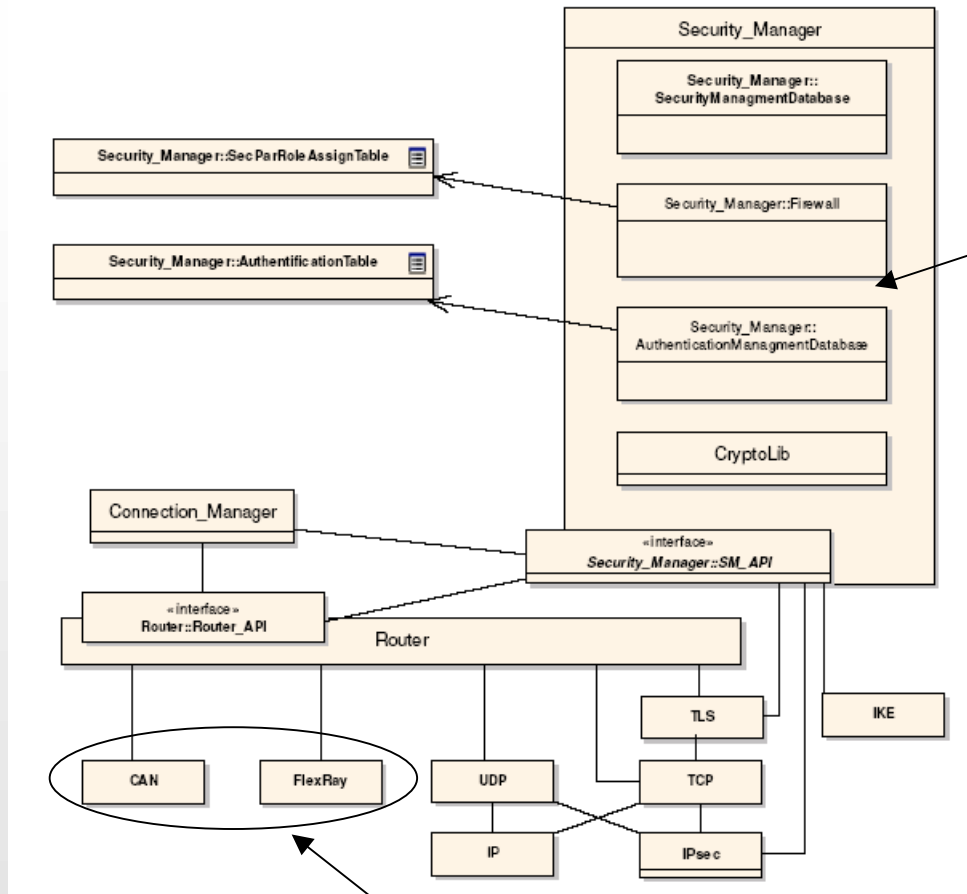 Security_Manager
Security_Manager::
SecurityManagmentDatabase
Security_Manager::SecParRoleAssignTable
Security_Manager::Firewall
Security_Manager::AuthentificationTable
Security_Manager::
AuthenticationManagmentDatabase
CryptoLib
Connection_Manager
«interface»
Security_Manager::SM_API
«interface»
Router::Router_API
Router
TLS
IKE
CAN
FlexRay
UDP
TCP
IP
IPsec